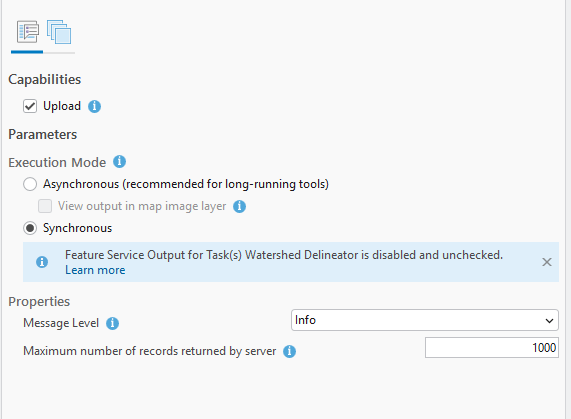 Capabilities
Upload
Parameters
Execution Mode
Asynchronous (recommended for long-running tools)
View output in map image layer
Synchronous
Feature Service Output for Task(s) Watershed Delineator is disabled and unchecked.
Learn more
Properties
Message Level
Info
Maximum number of records returned by server
1000